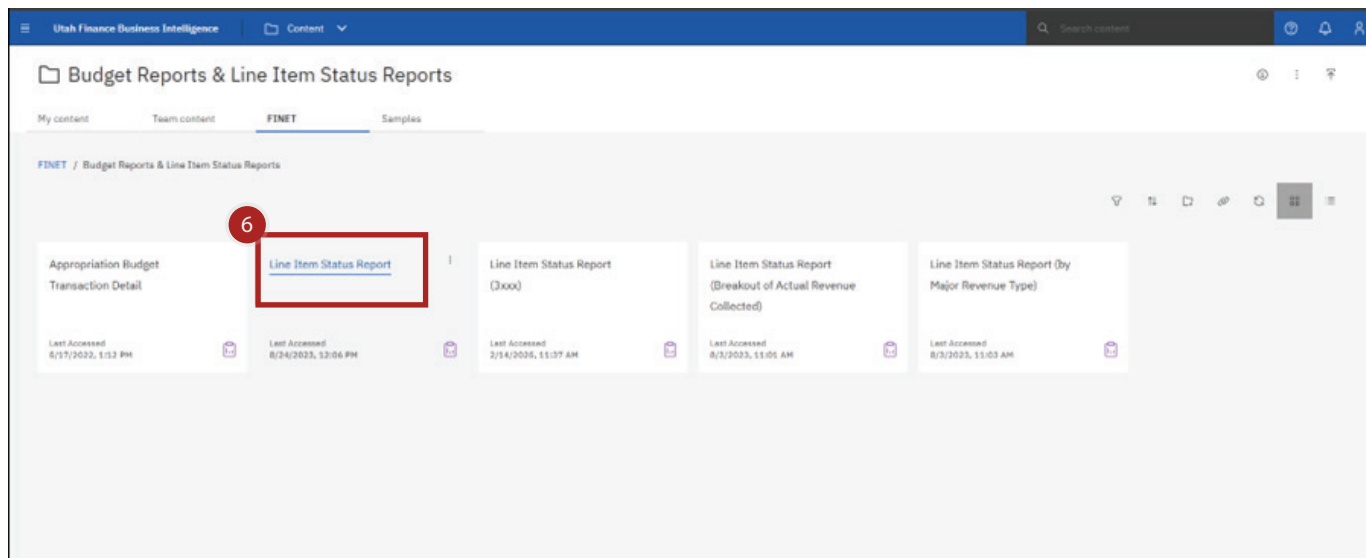 Utah Finance Business Intelligence
Content
Search content
Budget Reports & Line Item Status Reports
My content
Team content
FINET
Samples
FINET / Budget Reports & Line Item Status Reports
6
Appropriation Budget
Transaction Detail
Last Accessed
6/17/2022, 1:12 PM
Line Item Status Report
Last Accessed
8/24/2023, 12:06 PM
Line Item Status Report
(3xxx)
Last Accessed
2/14/2026, 11:37 AM
Line Item Status Report
(Breakout of Actual Revenue
Collected)
Last Accessed
8/3/2023, 11:01 AM
Line Item Status Report (by
Major Revenue Type)
Last Accessed
8/3/2023, 11:03 AM